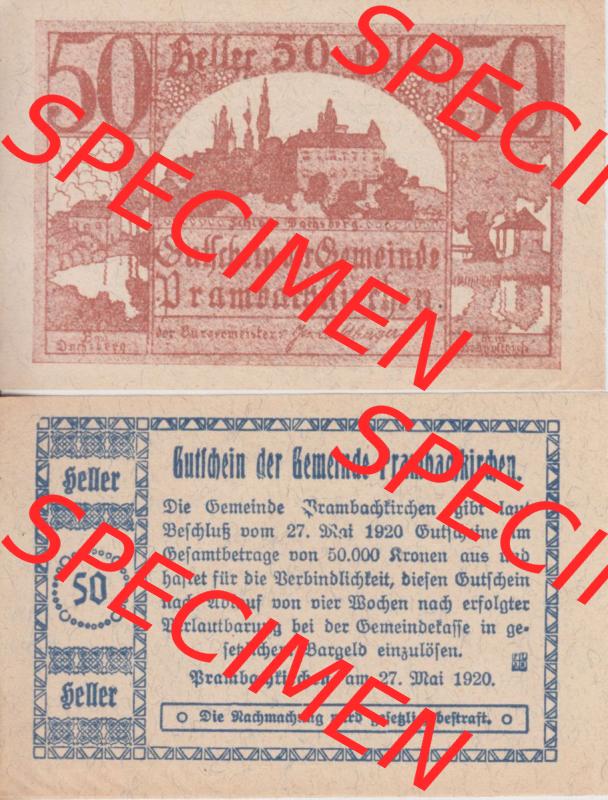 50 Heller 50 Heller 50
Schloß Dachsberg
Gutschein der Gemeinde
Prambachkirchen.
der Bürgermeister:
Dachsberg
Heller
50
Heller
Gutschein der Gemeinde Prambachkirchen.
Die Gemeinde Prambachkirchen gibt laut
Beschluß vom 27. Mai 1920 Gutscheine im
Gesamtbetrage von 50.000 Kronen aus und
haftet für die Verbindlichkeit, diesen Gutschein
nach Ablauf von vier Wochen nach erfolgter
Verlautbarung bei der Gemeindekasse in ge-
setzlichem Bargeld einzulösen.
Prambachkirchen, am 27. Mai 1920.
Die Nachmachung wird gesetzlich bestraft.
SPECIMEN
SPECIMEN
SPECIMEN
SPECIMEN